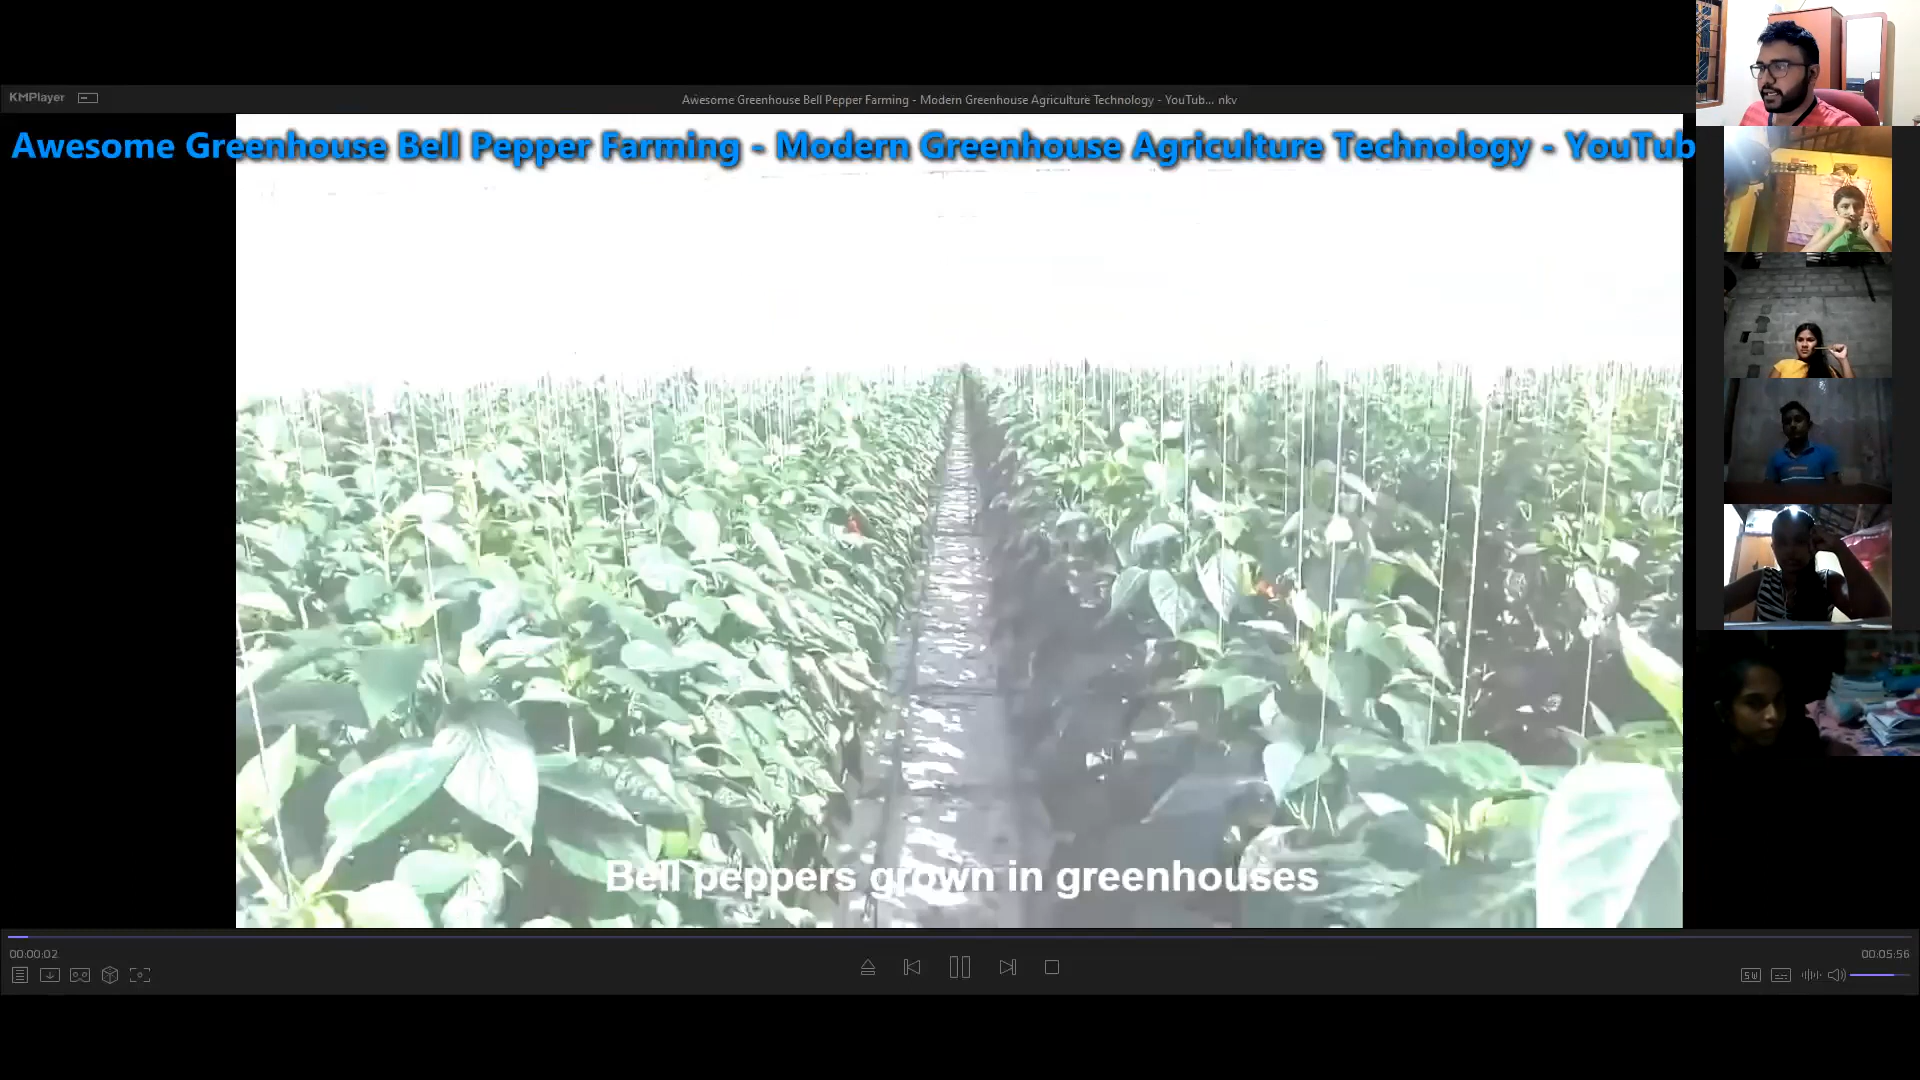 KMPlayer
Awesome Greenhouse Bell Pepper Farming - Modern Greenhouse Agriculture Technology - YouTub... nkv
Awesome Greenhouse Bell Pepper Farming - Modern Greenhouse Agriculture Technology - YouTub
Bell peppers grown in greenhouses
00:00:02
00:05:56
SW